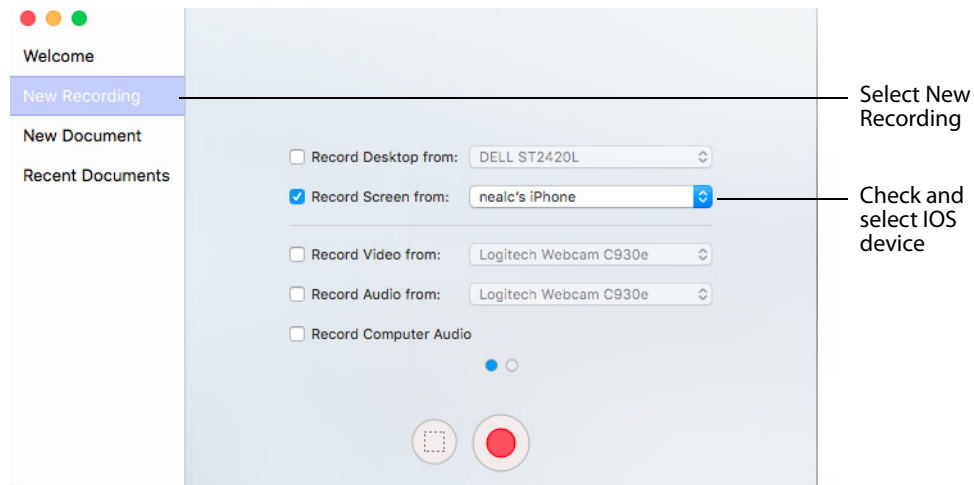 Welcome
New Recording
New Document
Recent Documents
Record Desktop from: DELL ST2420L
Record Screen from: nealc's iPhone
Record Video from: Logitech Webcam C930e
Record Audio from: Logitech Webcam C930e
Record Computer Audio
Select New
Recording
Check and
select IOS
device